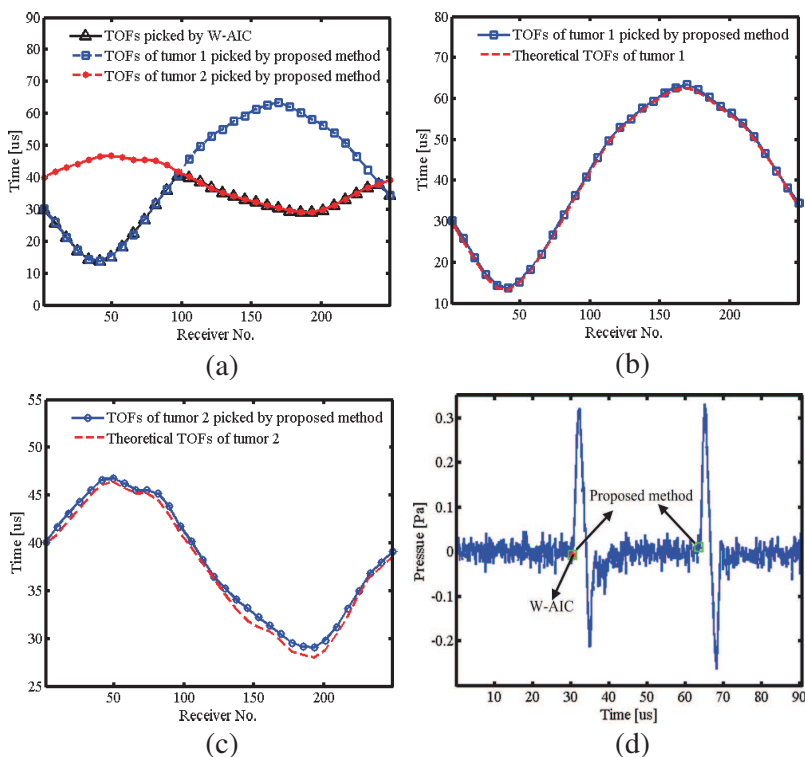 90
80
70
60
50
40
30
20
10
0
Time [us]
TOFs picked by W-AIC
TOFs of tumor 1 picked by proposed method
TOFs of tumor 2 picked by proposed method
50
100
150
200
Receiver No.
(a)
90
80
70
60
50
40
30
20
10
Time [us]
TOFs of tumor 1 picked by proposed method
Theoretical TOFs of tumor 1
50
100
150
200
Receiver No.
(b)
55
50
45
40
35
30
25
Time [us]
TOFs of tumor 2 picked by proposed method
Theoretical TOFs of tumor 2
50
100
150
200
Receiver No.
(c)
0.3
0.2
0.1
0
-0.1
-0.2
Pressue [Pa]
Proposed method
W-AIC
10
20
30
40
50
60
70
80
90
Time [us]
(d)